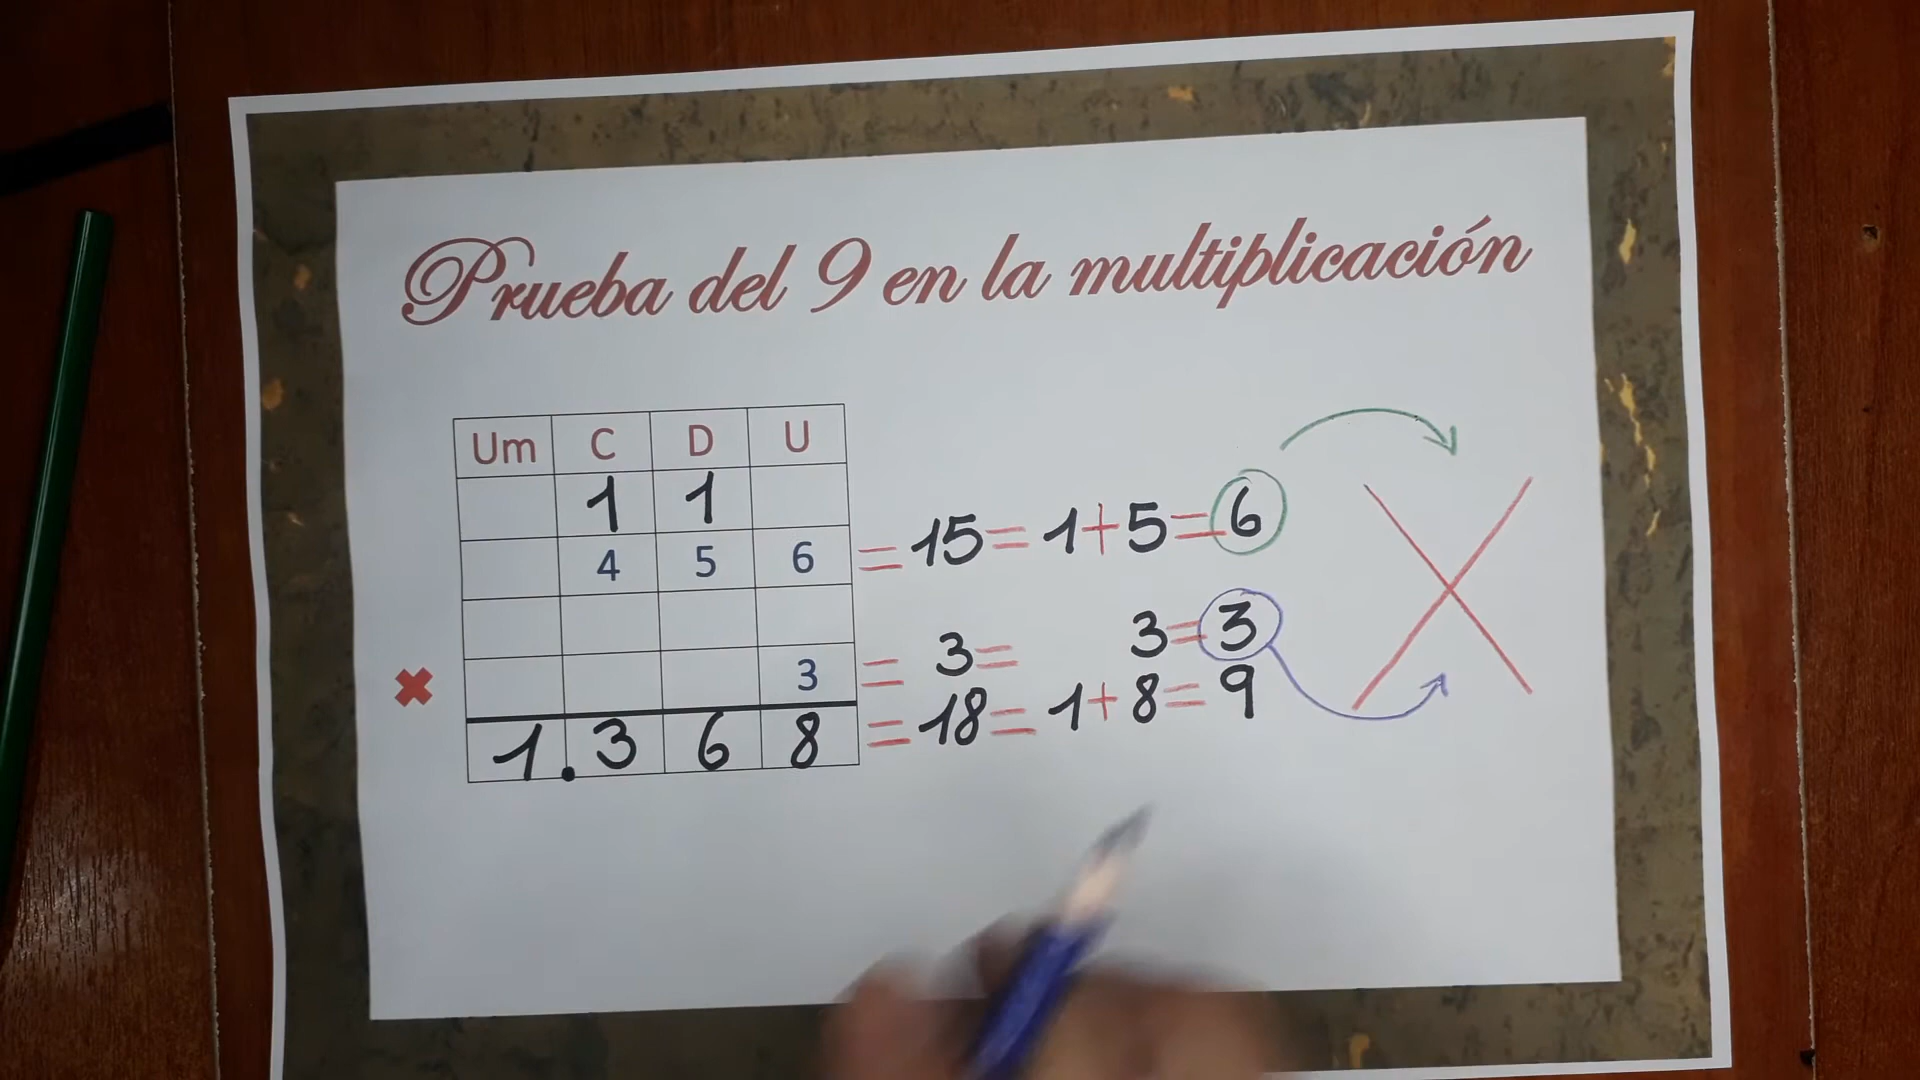 Prueba del 9 en la multiplicación
Um C D U
1 1
4 5 6 = 15 = 1+5 = 6
3 = 3 = 3 = 3
1.3 6 8 = 18 = 1+8 = 9